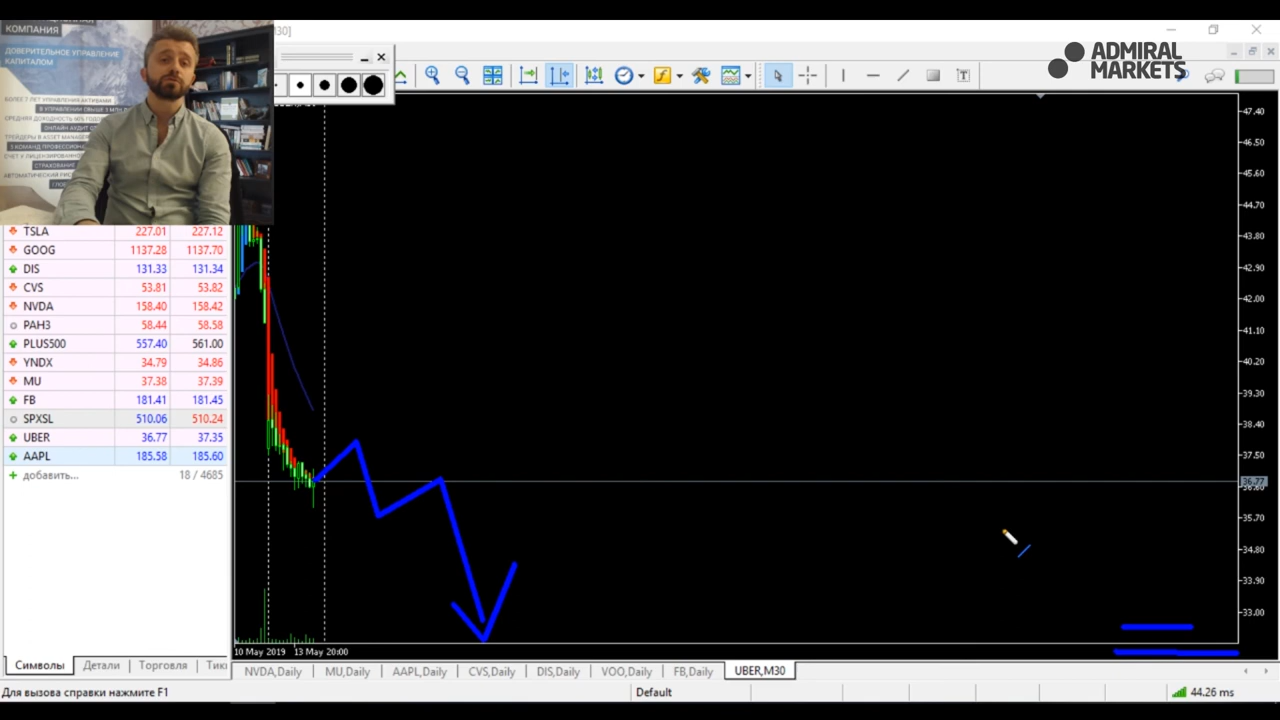 КОМПАНИЯ
ДОВЕРИТЕЛЬНОЕ УПРАВЛЕНИЕ
КАПИТАЛОМ
M30]
ADMIRAL
MARKETS
TSLA 227.01 227.12
GOOG 1137.28 1137.70
DIS 131.33 131.34
CVS 53.81 53.82
NVDA 158.40 158.42
PAH3 58.44 58.58
PLUS500 557.40 561.00
YNDX 34.79 34.86
MU 37.38 37.39
FB 181.41 181.45
SPXSL 510.06 510.24
UBER 36.77 37.35
AAPL 185.58 185.60
+ добавить... 18 / 4685
47.40
46.50
45.60
44.70
43.80
42.90
42.00
41.10
40.20
39.30
38.40
37.50
36.77
36.60
35.70
34.80
33.90
33.00
10 May 2019 13 May 20:00
Символы Детали Торговля Тик
NVDA,Daily MU,Daily AAPL,Daily CVS,Daily DIS,Daily VOO,Daily FB,Daily UBER,M30
Для вызова справки нажмите F1 Default 44.26 ms